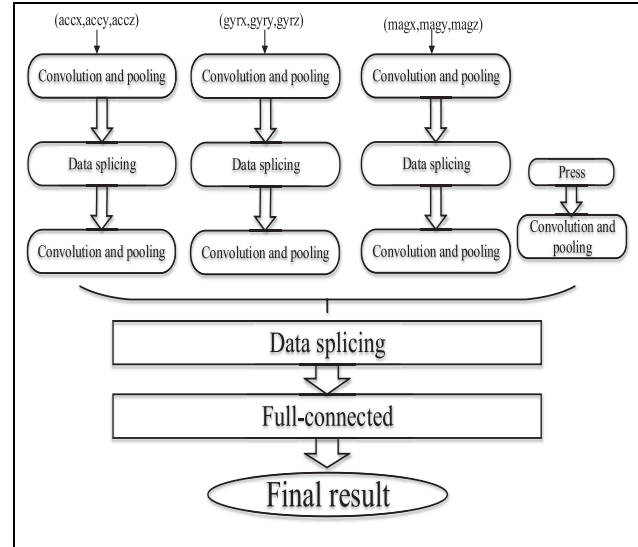 (accx,accy,accz)
(gyrx,gyry,gyrz)
(magx,magy,magz)
Convolution and pooling
Convolution and pooling
Convolution and pooling
Data splicing
Data splicing
Data splicing
Press
Convolution and pooling
Convolution and pooling
Convolution and pooling
Convolution and
pooling
Data splicing
Full-connected
Final result